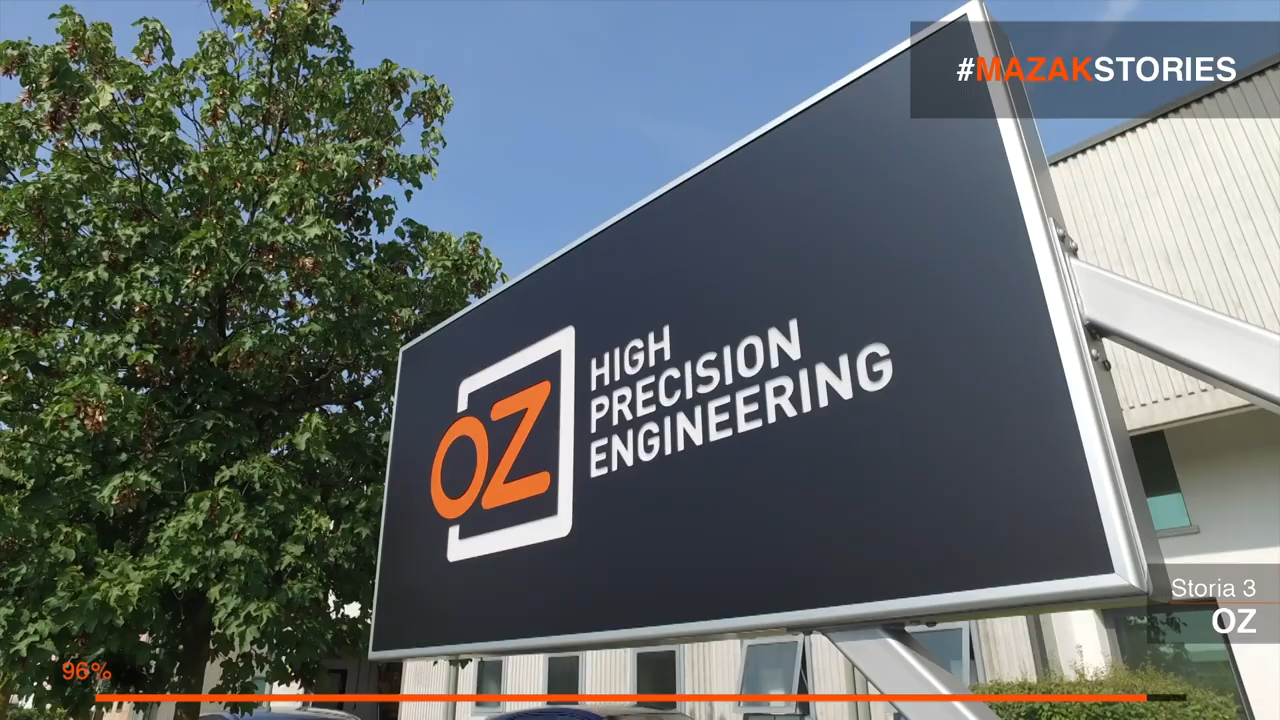 #MAZAKSTORIES
OZ
HIGH
PRECISION
ENGINEERING
Storia 3
OZ
96%